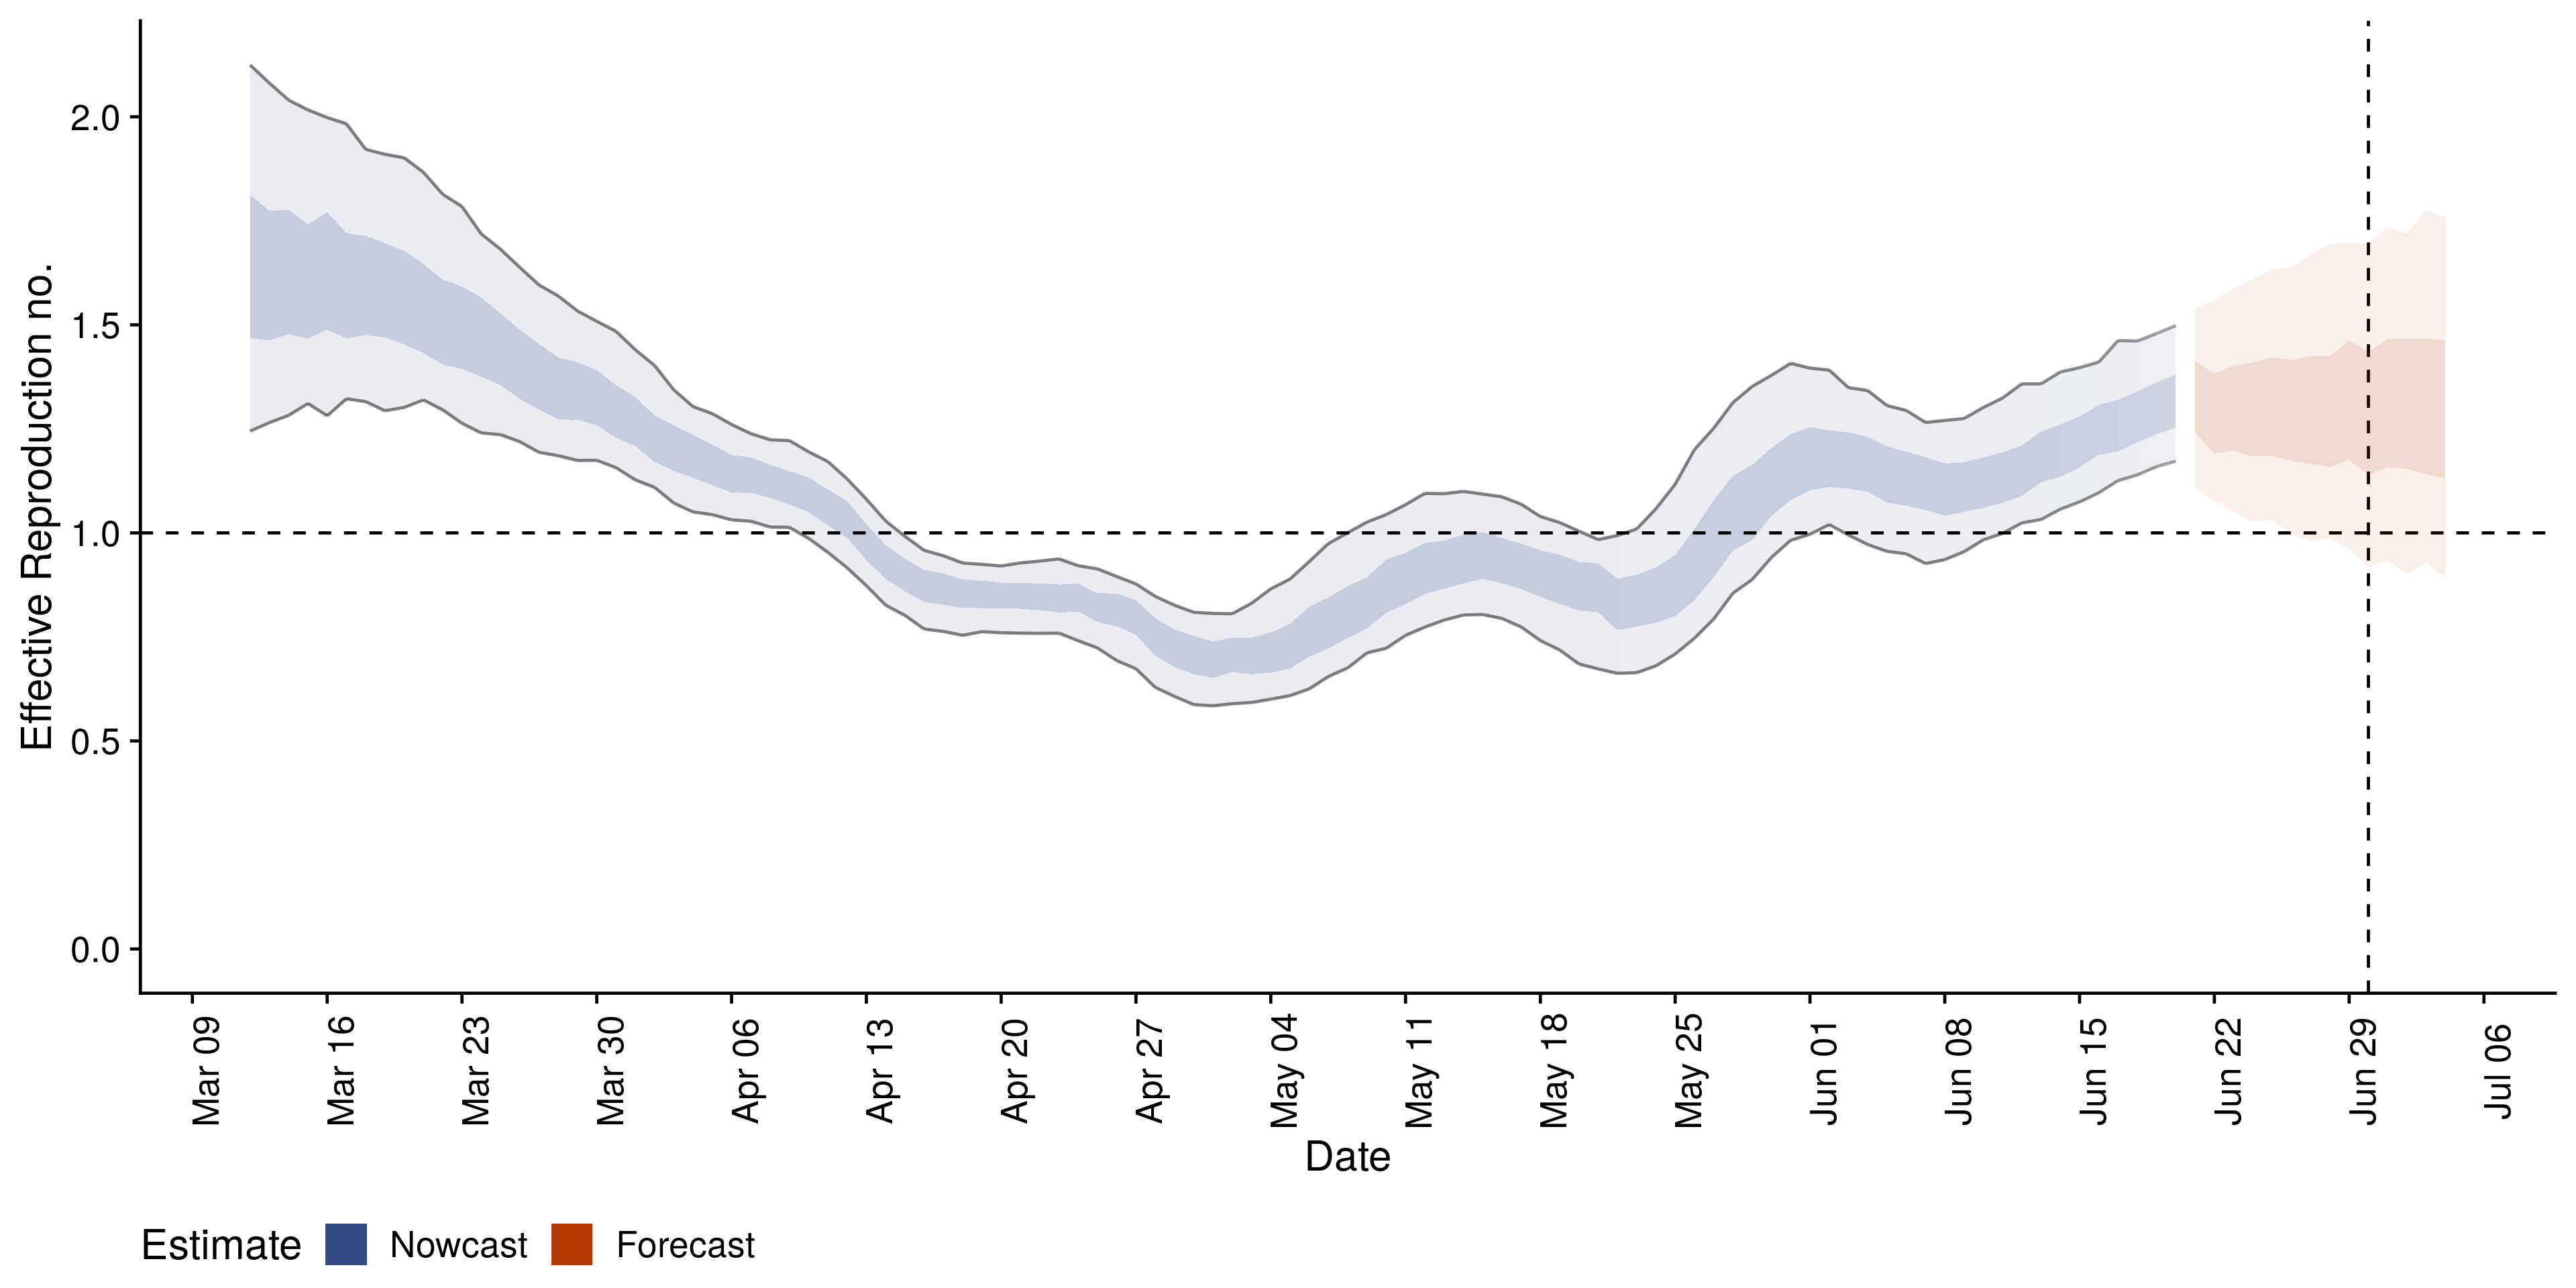 Effective Reproduction no.
2.0
1.5
1.0
0.5
0.0
Mar 09
Mar 16
Mar 23
Mar 30
Apr 06
Apr 13
Apr 20
Apr 27
May 04
May 11
May 18
May 25
Jun 01
Jun 08
Jun 15
Jun 22
Jun 29
Jul 06
Date
Estimate Nowcast Forecast